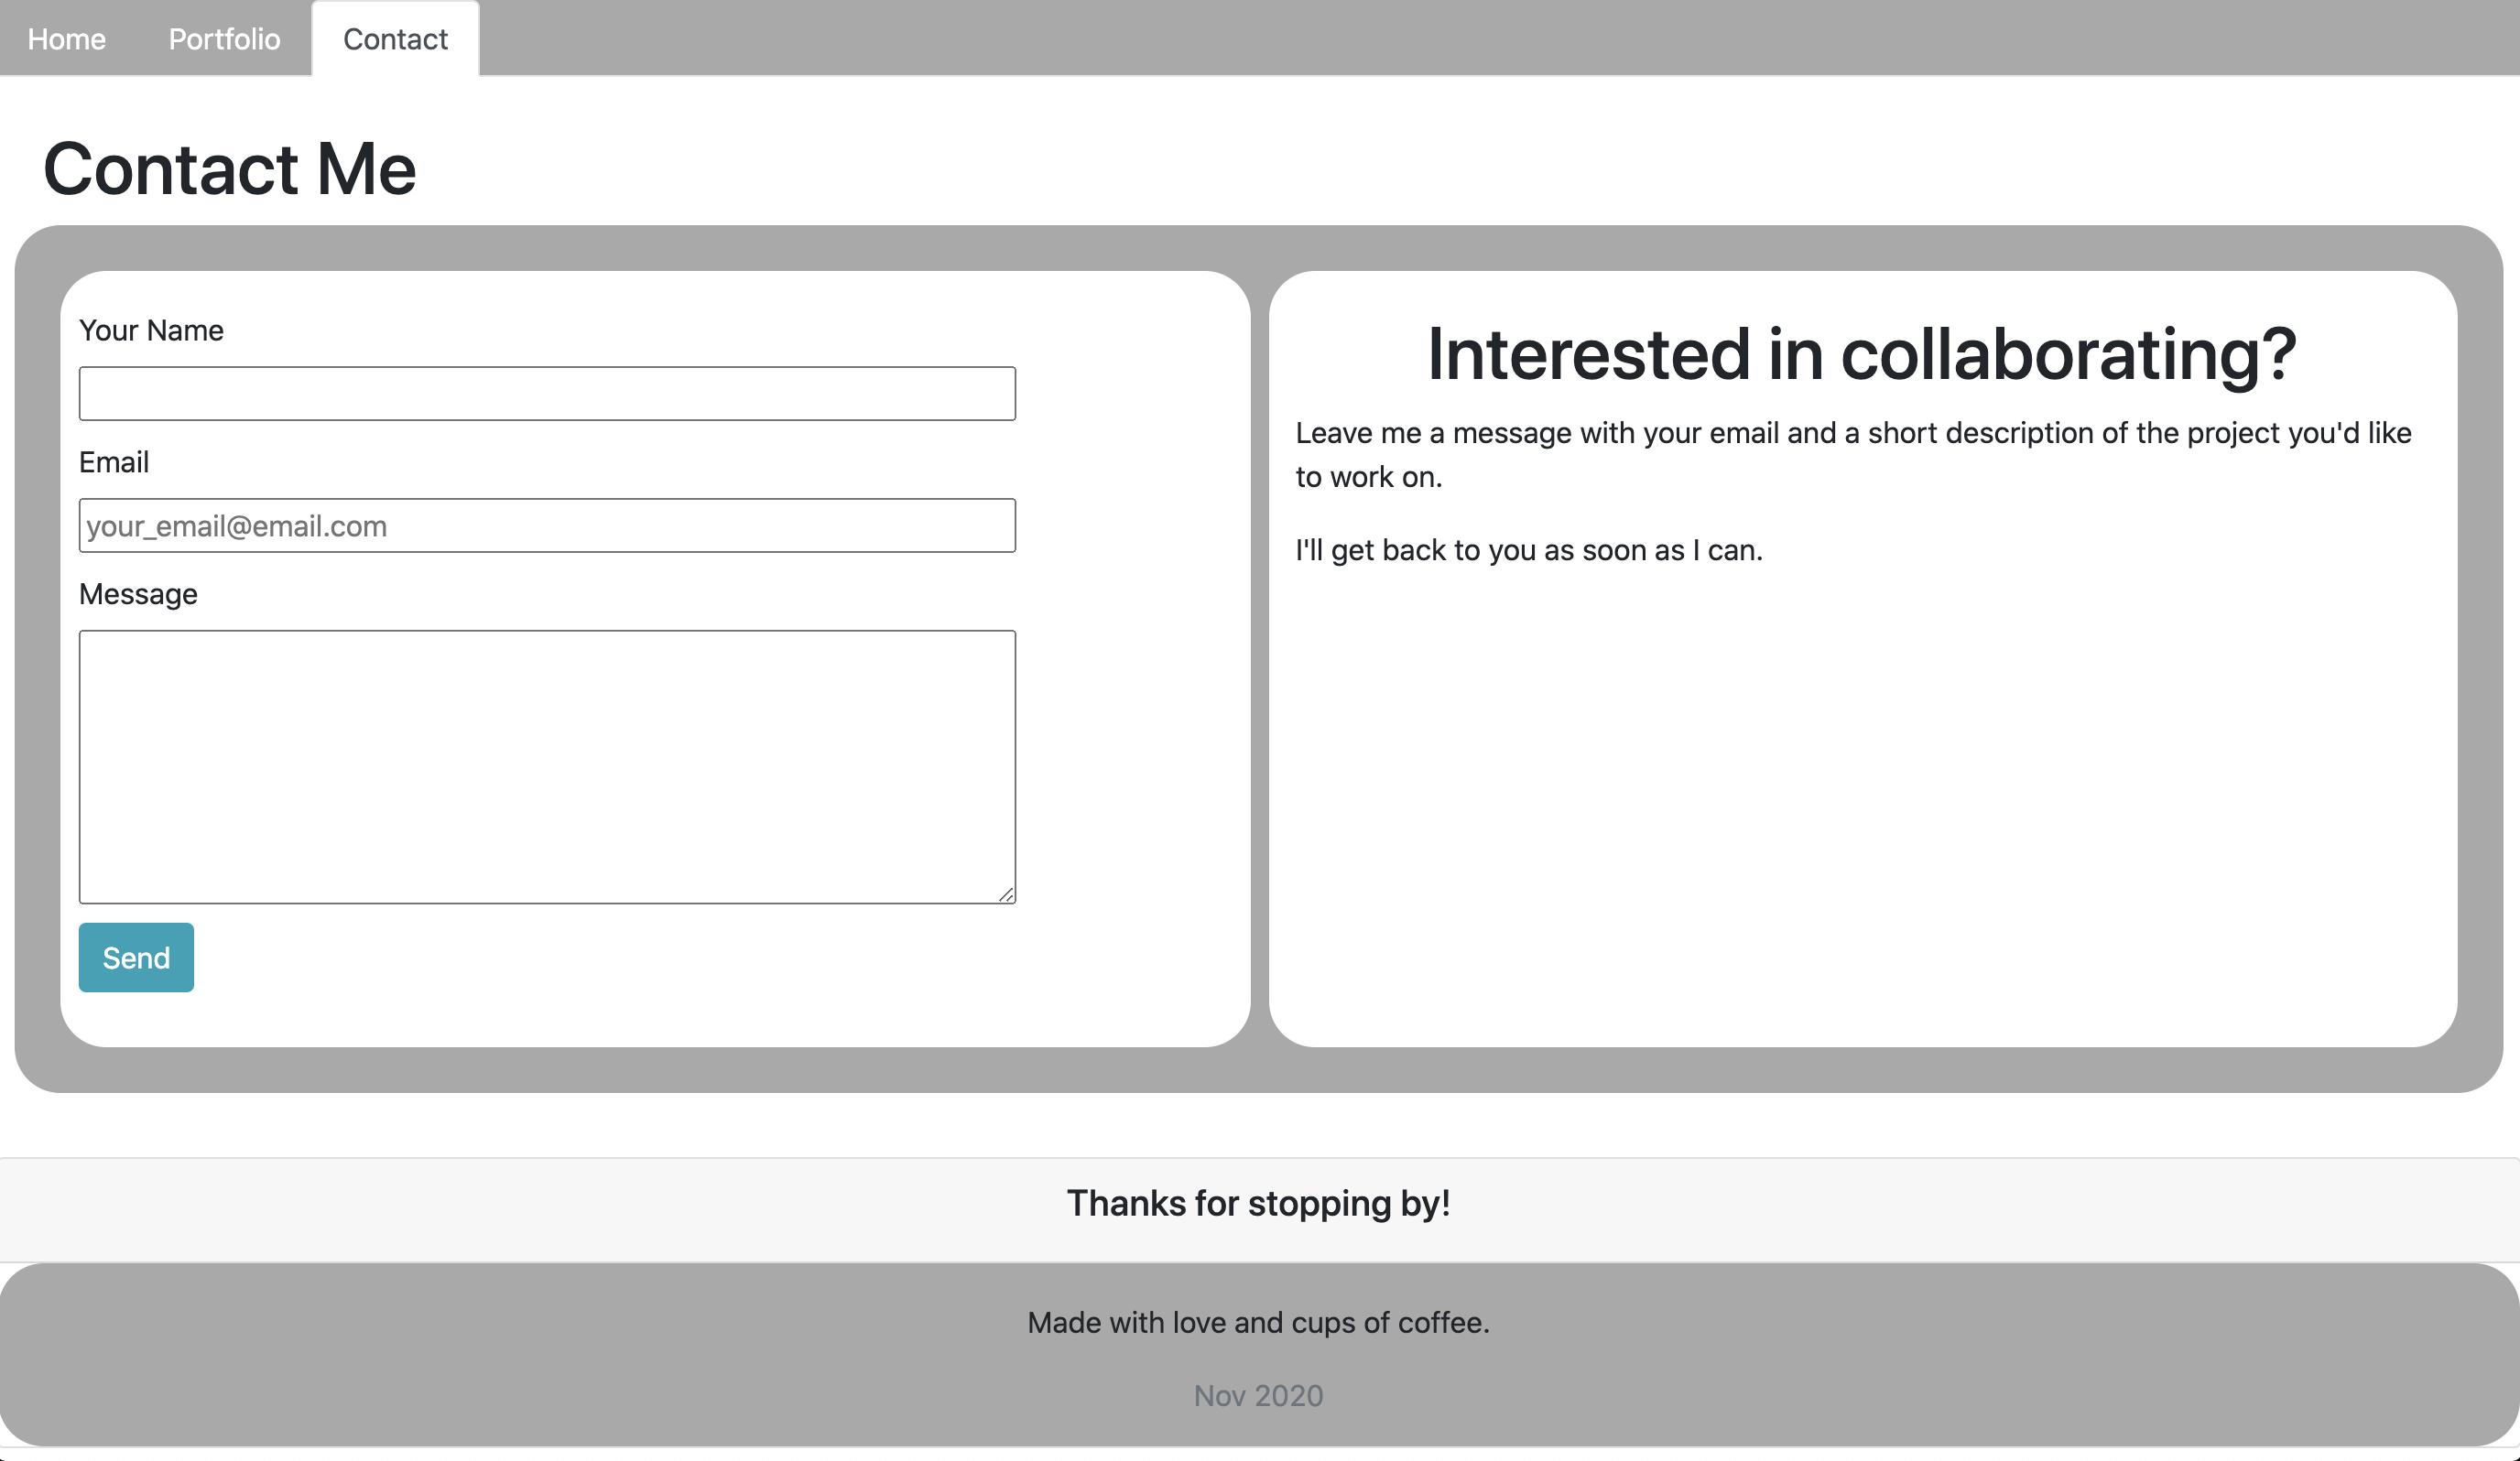 Home Portfolio Contact
Contact Me
Your Name
Email
your_email@email.com
Message
Send
Interested in collaborating?
Leave me a message with your email and a short description of the project you'd like
to work on.
I'll get back to you as soon as I can.
Thanks for stopping by!
Made with love and cups of coffee.
Nov 2020